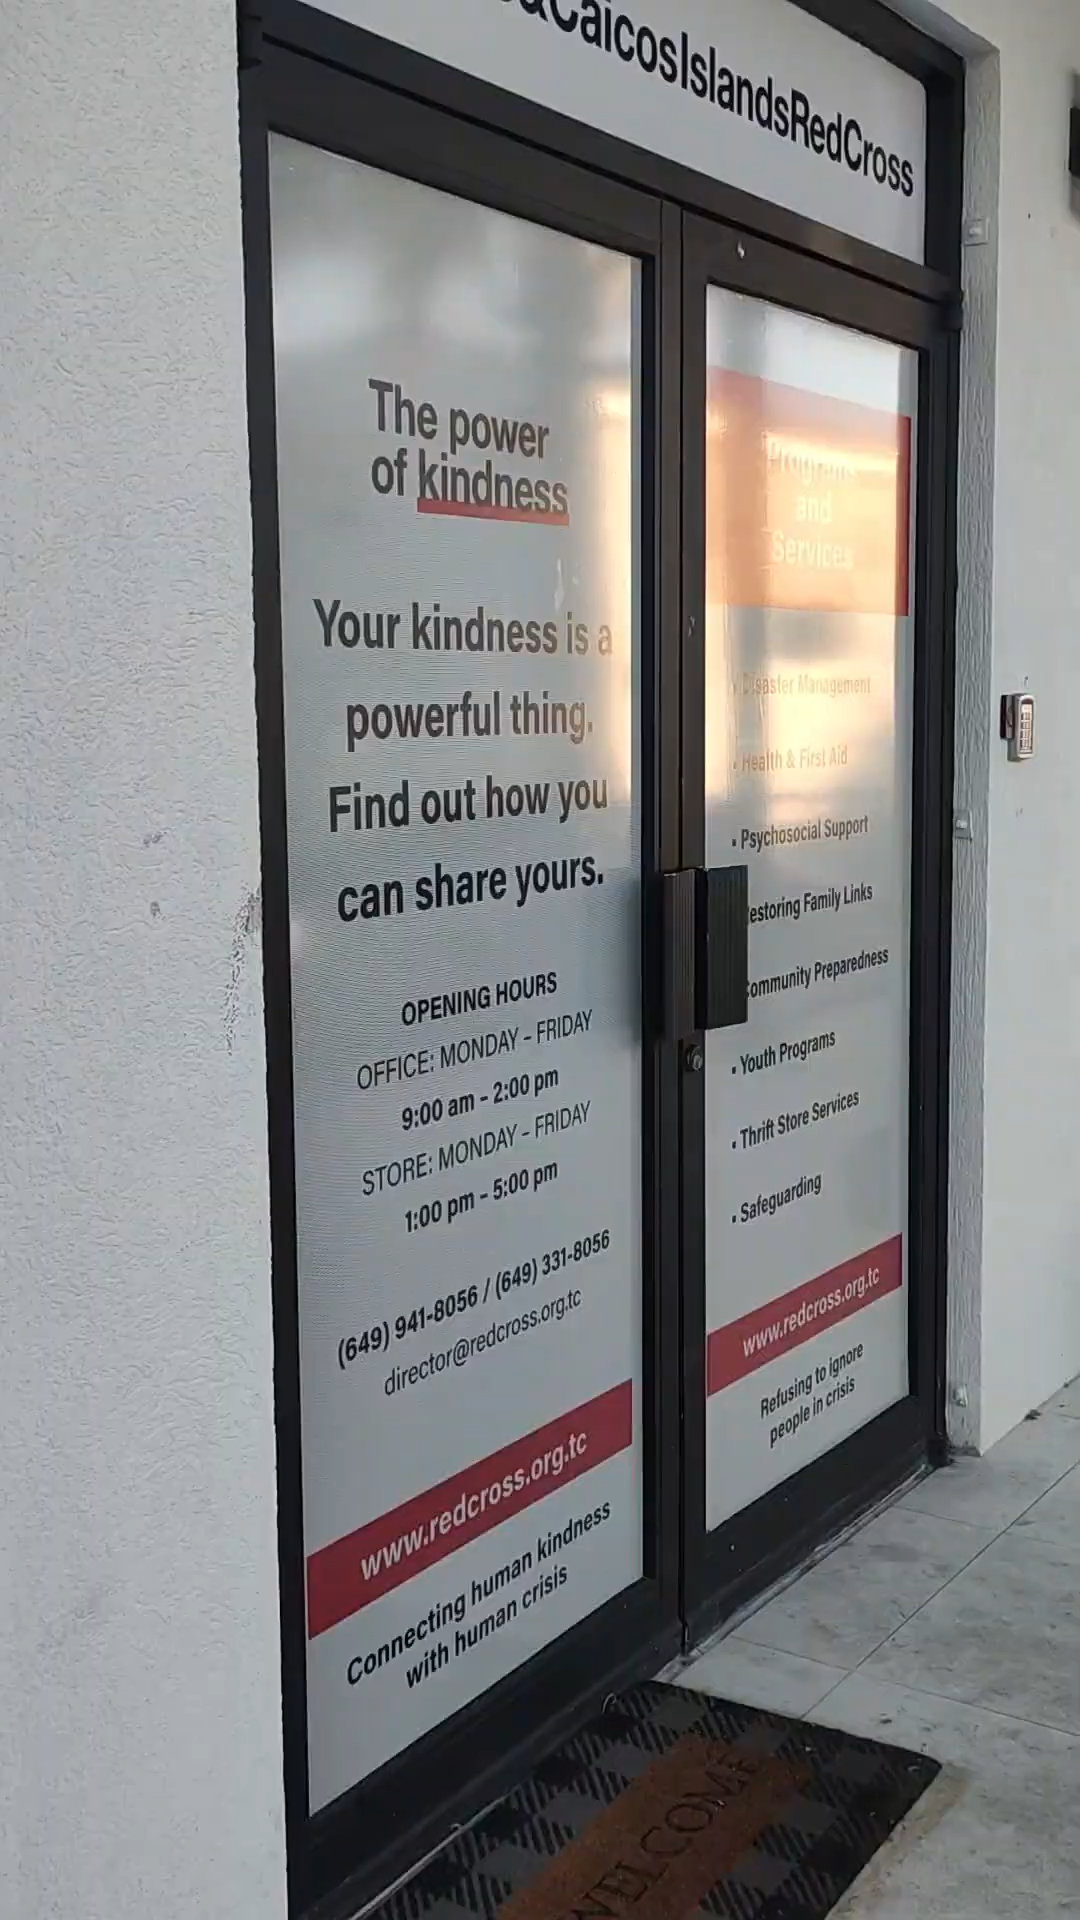 &CaicosIslandsRedCross
The power
of kindness
Your kindness is a
powerful thing.
Find out how you
can share yours.
OPENING HOURS
OFFICE: MONDAY - FRIDAY
9:00 am - 2:00 pm
STORE: MONDAY - FRIDAY
1:00 pm - 5:00 pm
(649) 941-8056 / (649) 331-8056
director@redcross.org.tc
www.redcross.org.tc
Connecting human kindness
with human crisis
Programs
and
Services
• Disaster Management
• Health & First Aid
• Psychosocial Support
estoring Family Links
ommunity Preparedness
• Youth Programs
• Thrift Store Services
• Safeguarding
www.redcross.org.tc
Refusing to ignore
people in crisis
WELCOME